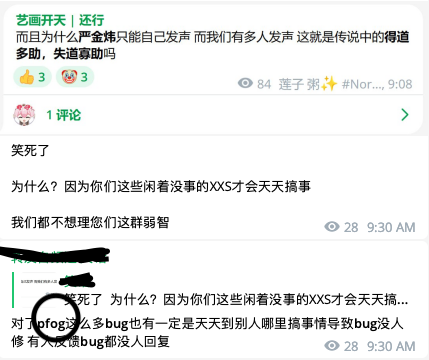 艺画开天 | 还行
而且为什么严金炜只能自己发声 而我们有多人发声 这就是传说中的得道
多助，失道寡助吗
👍 3 🤡 3
84 莲子 粥✨ #Nor..., 9:08
1 评论
笑死了
为什么？因为你们这些闲着没事的XXS才会天天搞事
我们都不想理您们这群弱智
28 9:30 AM
笑死了 为什么？因为你们这些闲着没事的XXS才会天天搞...
对了pfog这么多bug也有一定是天天到别人哪里搞事情导致bug没人
修 有人反馈bug都没人回复
28 9:30 AM